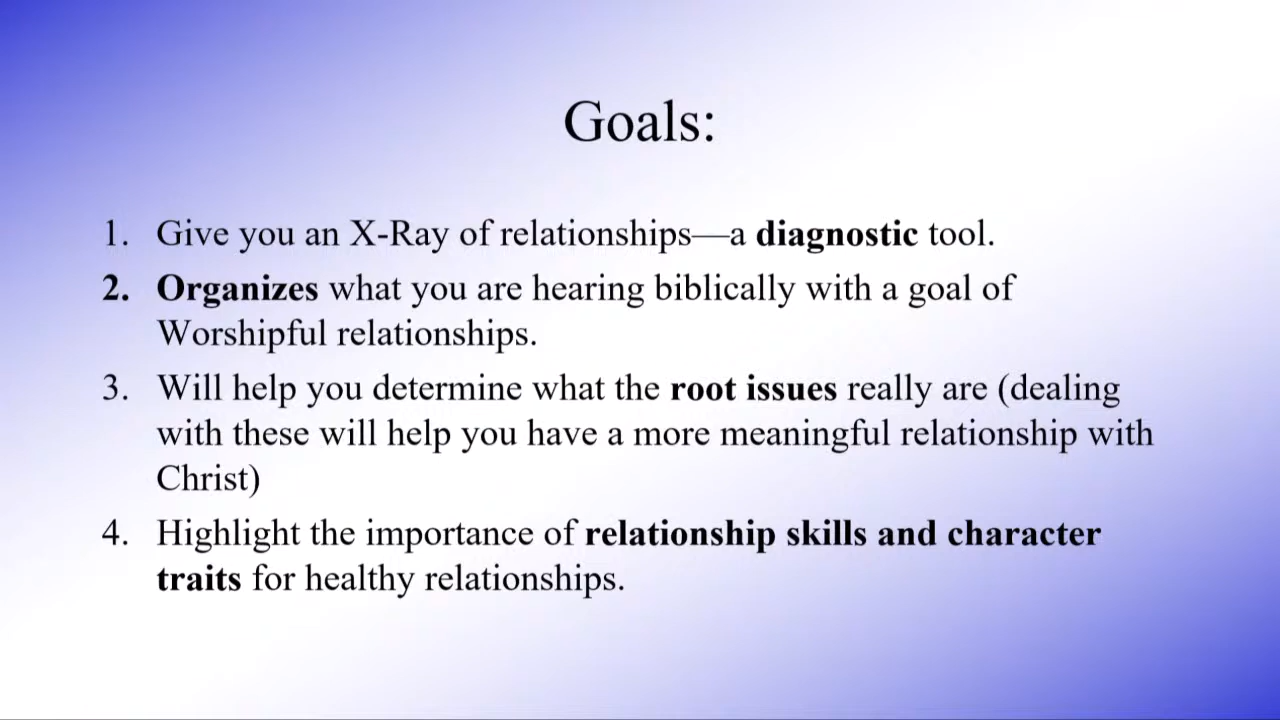 Goals:
1. Give you an X-Ray of relationships—a diagnostic tool.
2. Organizes what you are hearing biblically with a goal of
Worshipful relationships.
3. Will help you determine what the root issues really are (dealing
with these will help you have a more meaningful relationship with
Christ)
4. Highlight the importance of relationship skills and character
traits for healthy relationships.